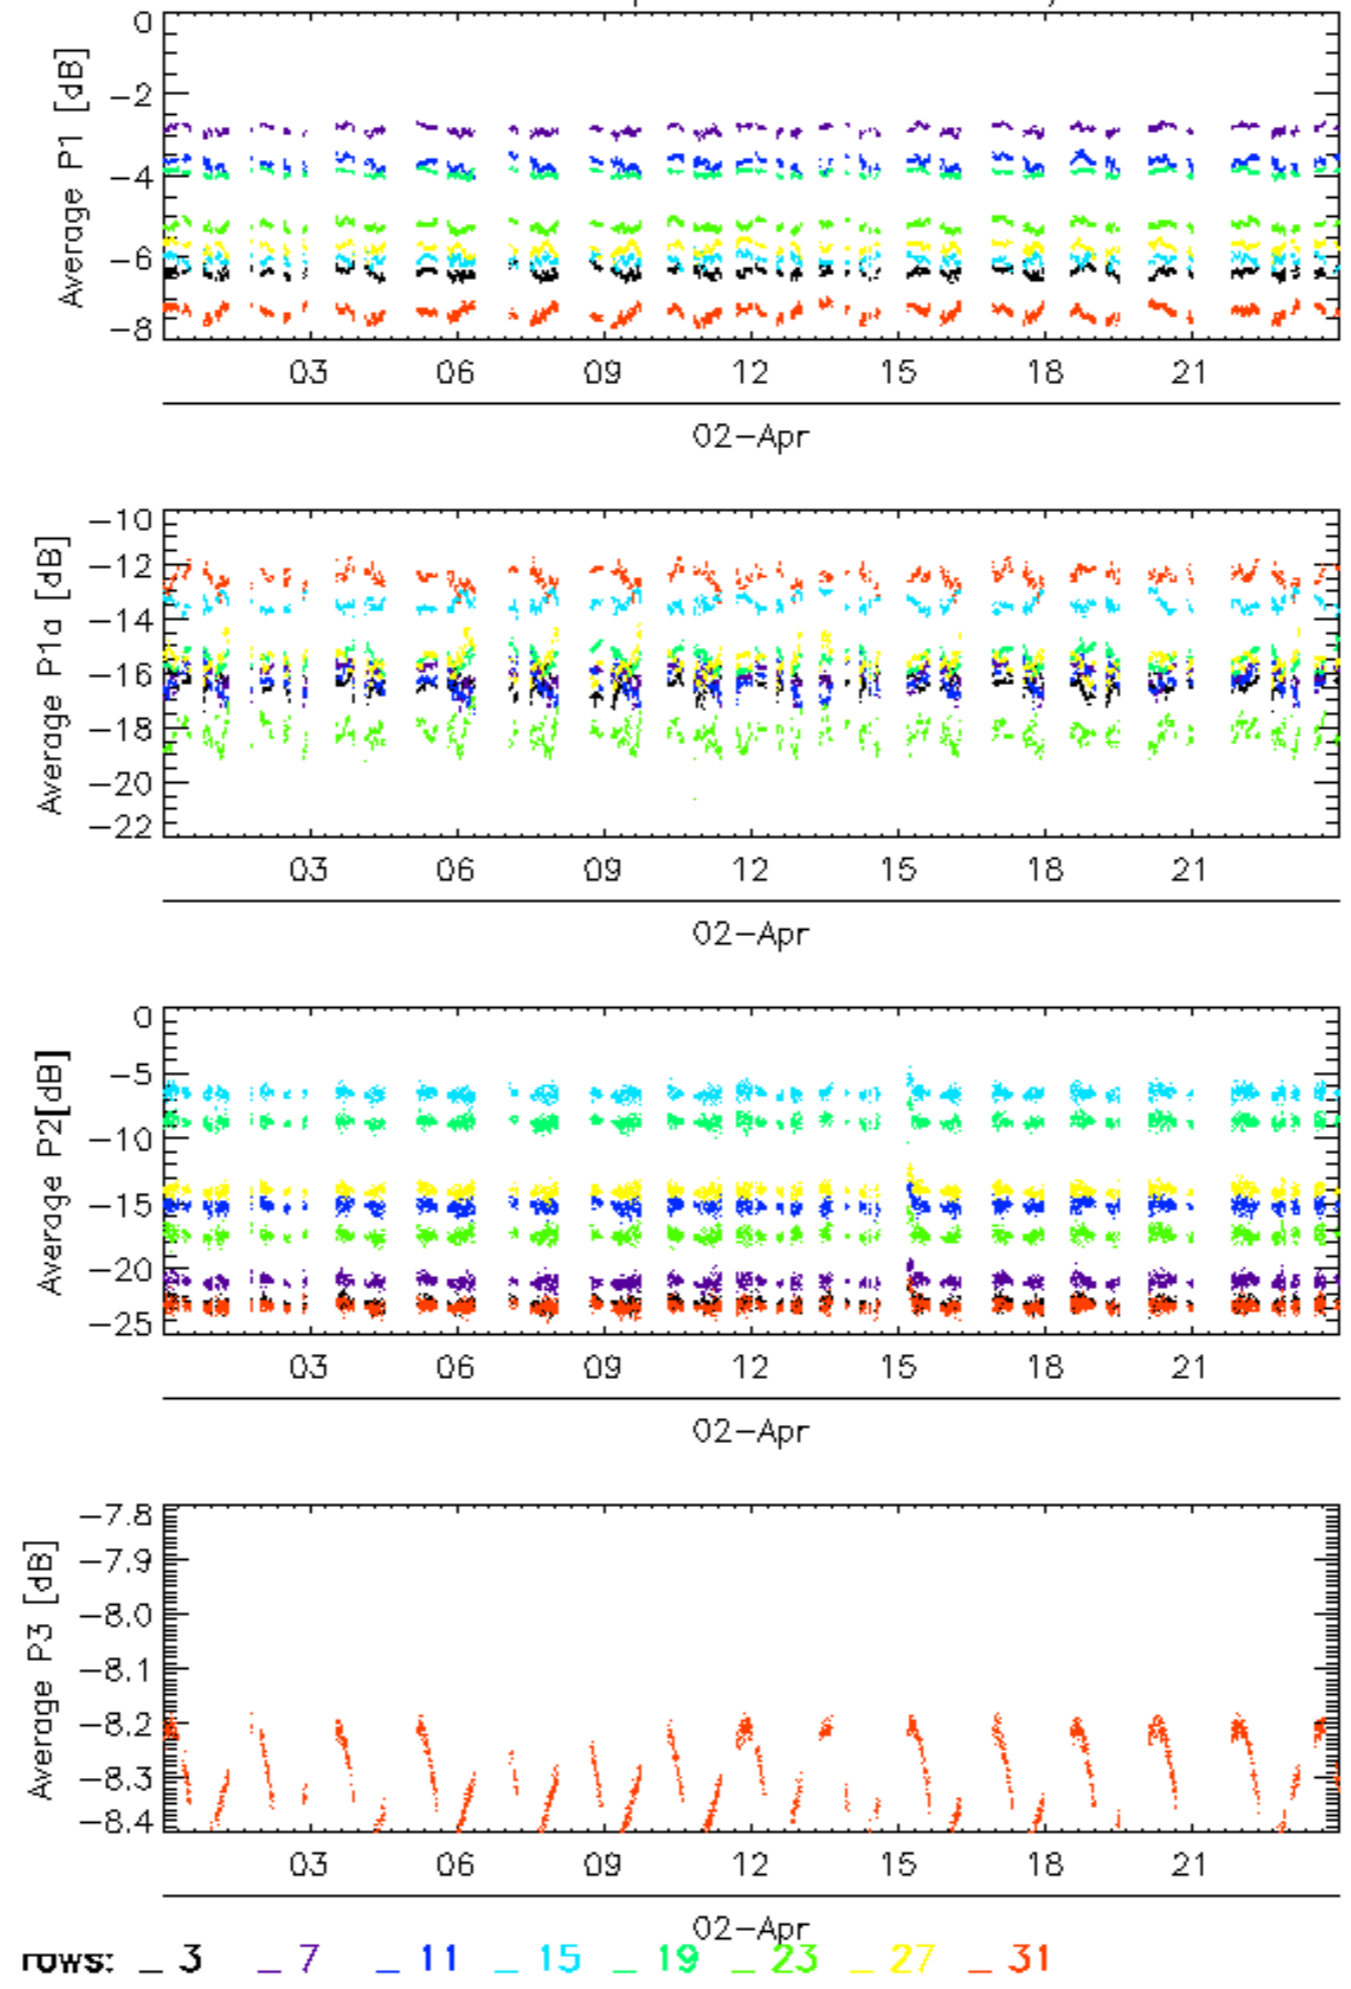 0
−2
−4
−6
−8
Average P1 [dB]
03 06 09 12 15 18 21
02−Apr
−10
−12
−14
−16
−18
−20
−22
Average P1a [dB]
03 06 09 12 15 18 21
02−Apr
0
−5
−10
−15
−20
−25
Average P2[dB]
03 06 09 12 15 18 21
02−Apr
−7.8
−7.9
−8.0
−8.1
−8.2
−8.3
−8.4
Average P3 [dB]
03 06 09 12 15 18 21
02−Apr
rows: _ 3 _ 7 _ 11 _ 15 _ 19 _ 23 _ 27 _ 31